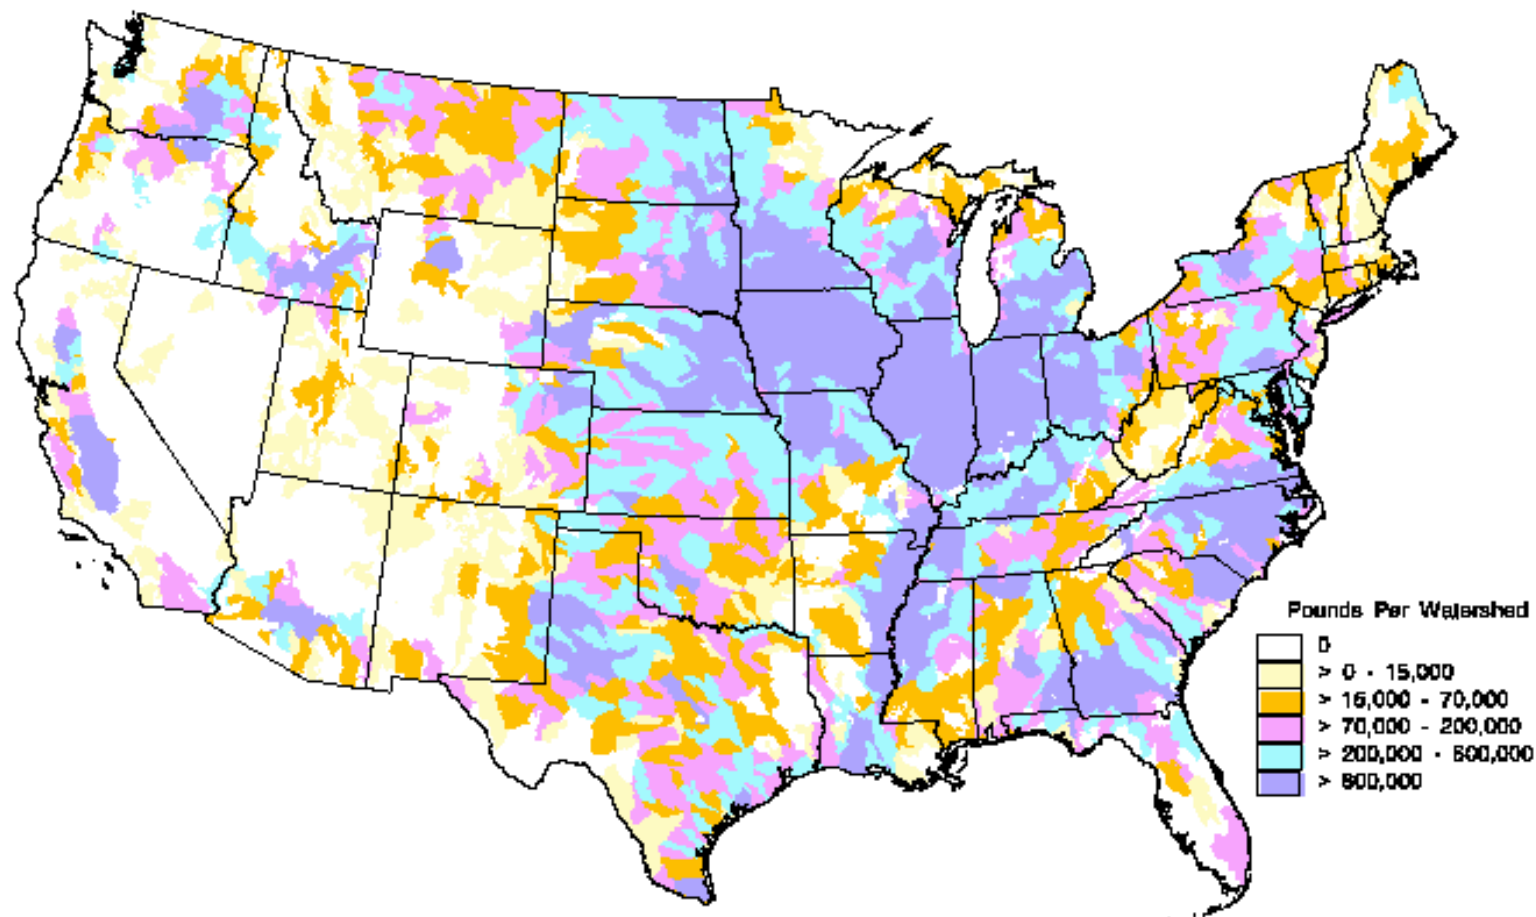 Pounds Per Watershed
0
> 0 - 15,000
> 15,000 - 70,000
> 70,000 - 200,000
> 200,000 - 600,000
> 600,000